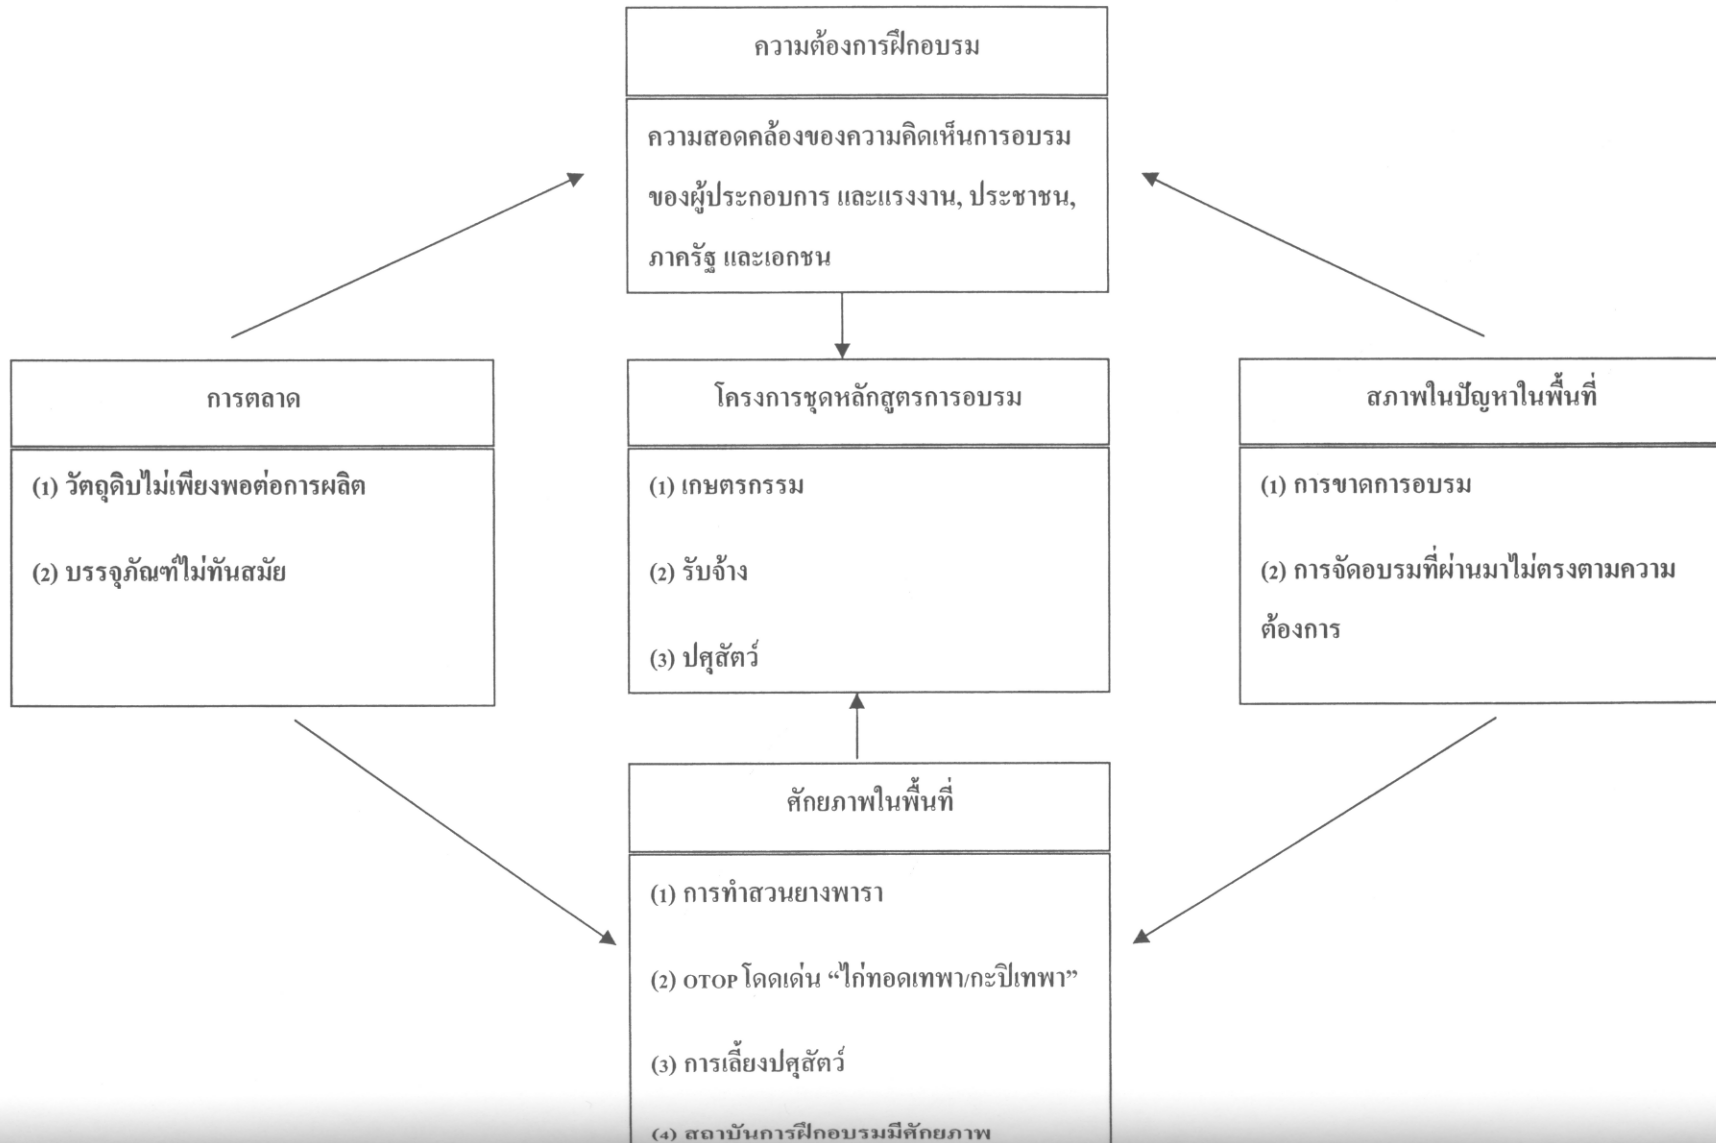 ความต้องการฝึกอบรม
ความสอดคล้องของความคิดเห็นการอบรม
ของผู้ประกอบการ และแรงงาน, ประชาชน,
ภาครัฐ และเอกชน
การตลาด
(1) วัตถุดิบไม่เพียงพอต่อการผลิต
(2) บรรจุภัณฑ์ไม่ทันสมัย
โครงการชุดหลักสูตรการอบรม
(1) เกษตรกรรม
(2) รับจ้าง
(3) ปศุสัตว์
สภาพในปัญหาในพื้นที่
(1) การขาดการอบรม
(2) การจัดอบรมที่ผ่านมาไม่ตรงตามความ
ต้องการ
ศักยภาพในพื้นที่
(1) การทำสวนยางพารา
(2) OTOP โดดเด่น “ไก่ทอดเทพา/กะปิเทพา”
(3) การเลี้ยงปศุสัตว์
(4) สถาบันการฝึกอบรมมีศักยภาพ